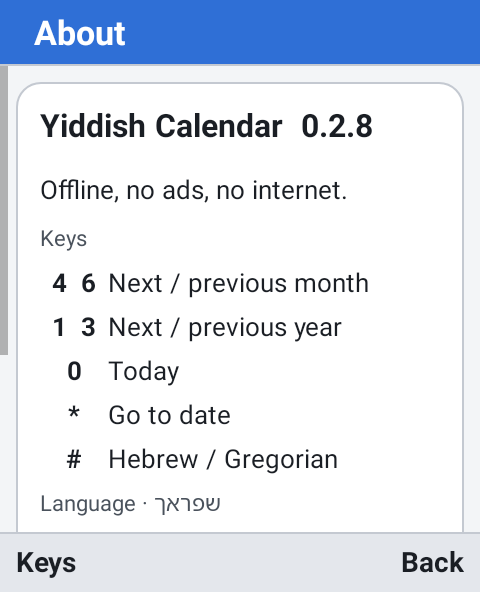 About
Yiddish Calendar 0.2.8
Offline, no ads, no internet.
Keys
4 6 Next / previous month
1 3 Next / previous year
0 Today
* Go to date
# Hebrew / Gregorian
Language · שפראך
Keys Back